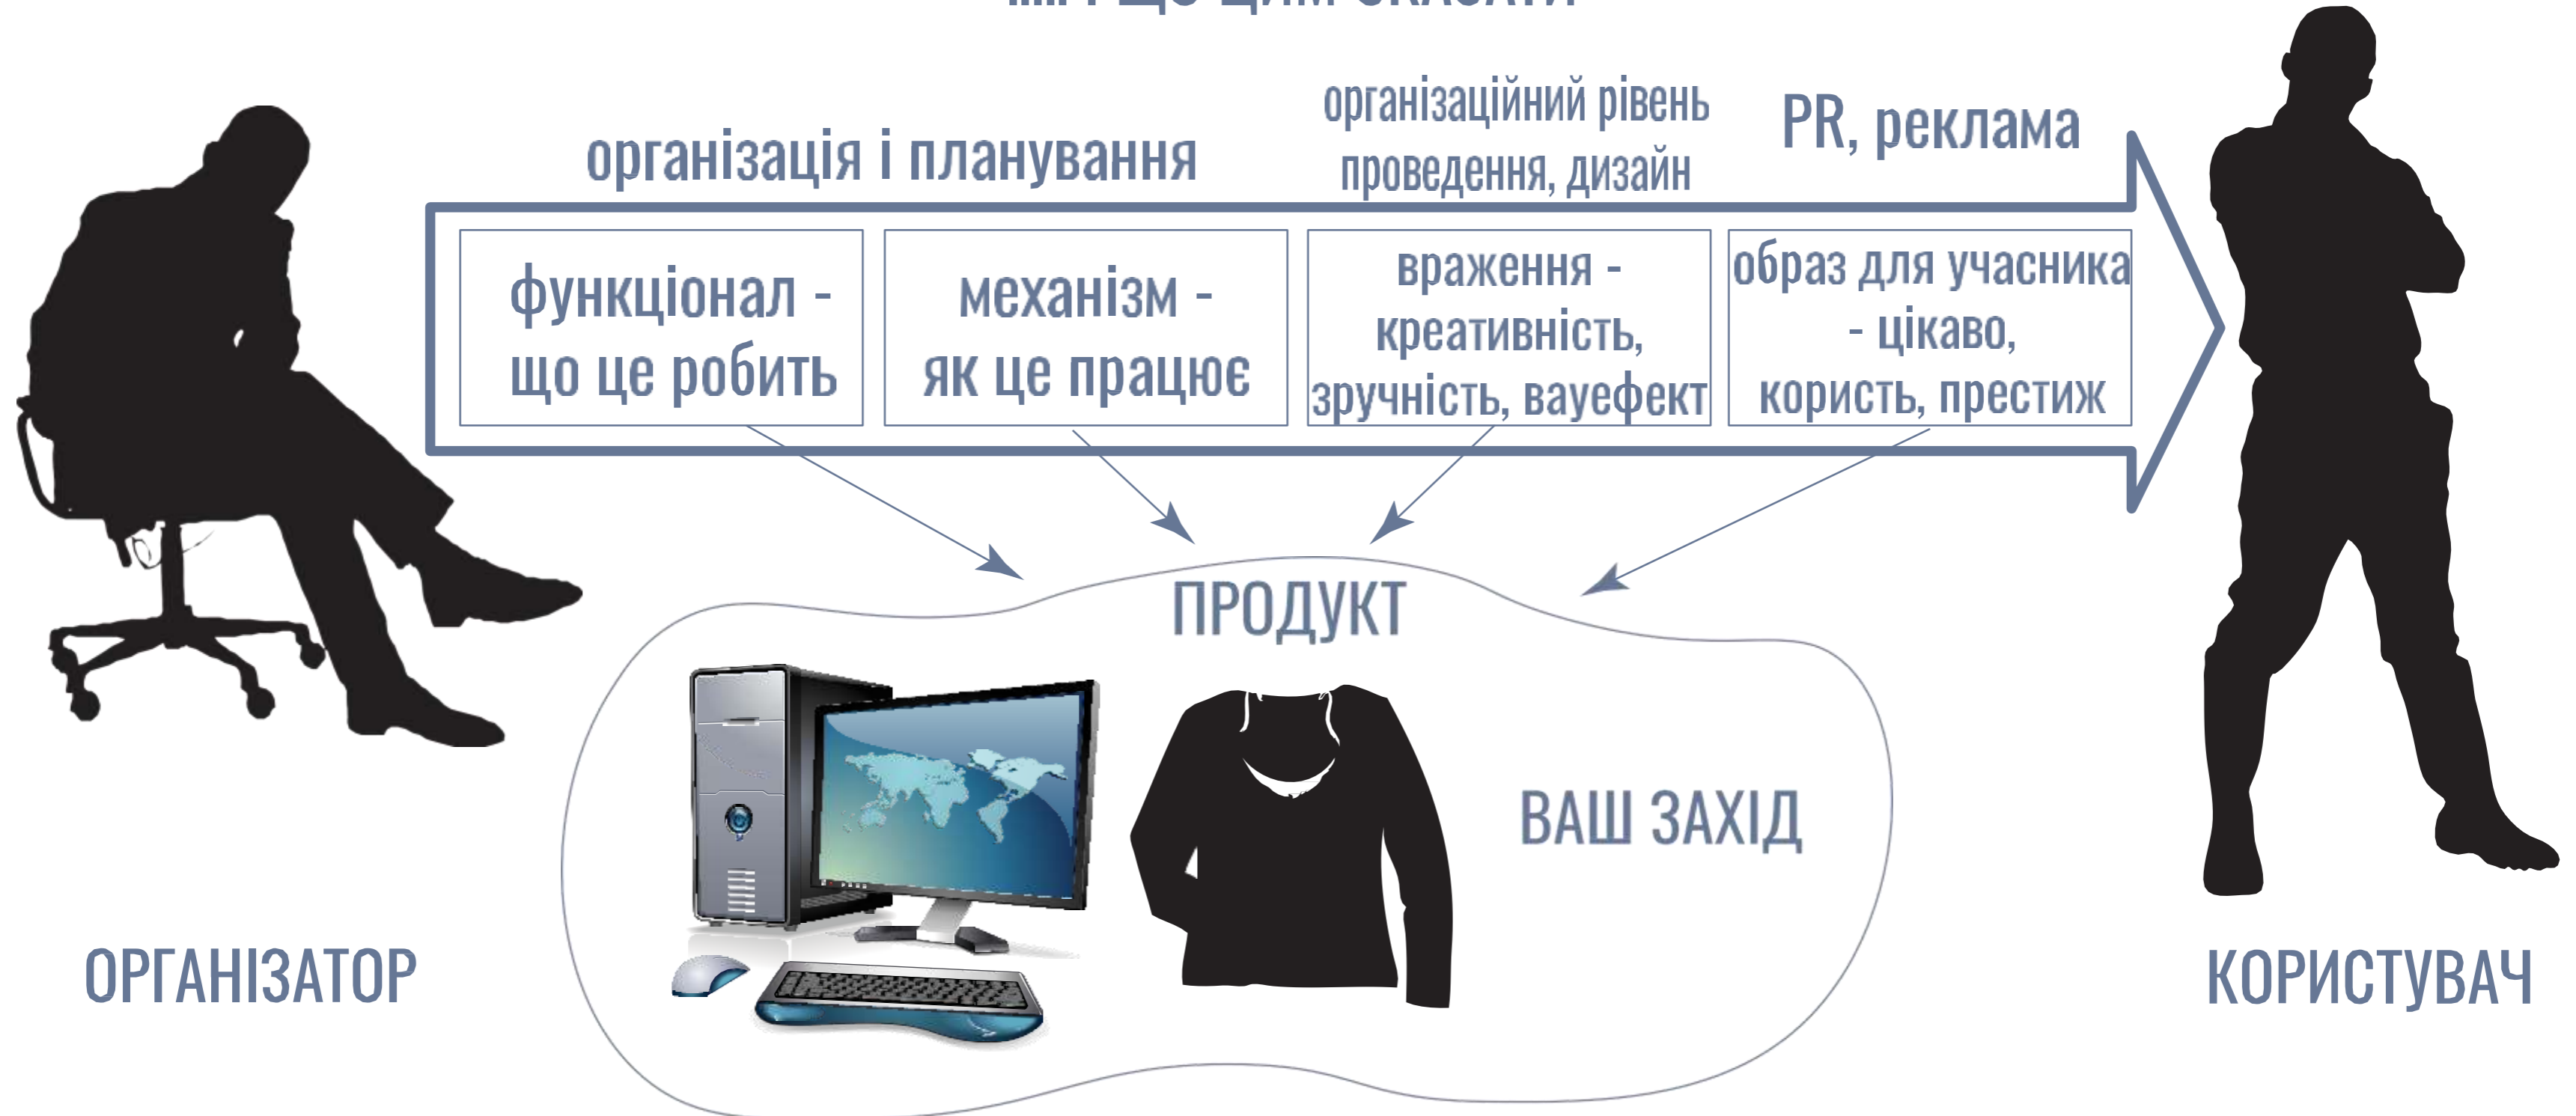 організація і планування
організаційний рівень
проведення, дизайн
PR, реклама
функціонал -
що це робить
механізм -
як це працює
враження -
креативність,
зручність, вауефект
образ для учасника
- цікаво,
користь, престиж
ПРОДУКТ
ВАШ ЗАХІД
ОРГАНІЗАТОР
КОРИСТУВАЧ